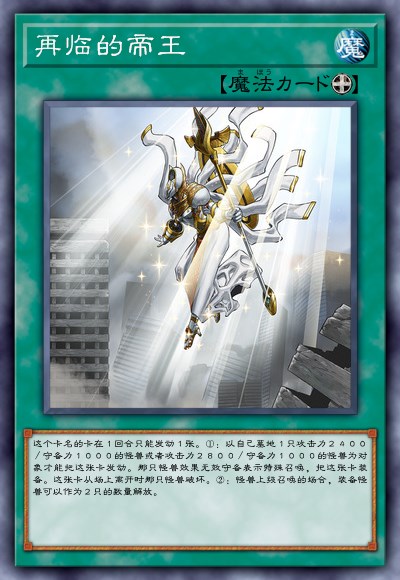 再临的帝王
魔
【魔法カード】
まほう
这个卡名的卡在1回合只能发动1张。①：以自己墓地1只攻击力2400
/守备力1000的怪兽或者攻击力2800/守备力1000的怪兽为对
象才能把这张卡发动。那只怪兽效果无效守备表示特殊召唤，把这张卡装
备。这张卡从场上离开时那只怪兽破坏。②：怪兽上级召唤的场合，装备怪
兽可以作为2只的数量解放。